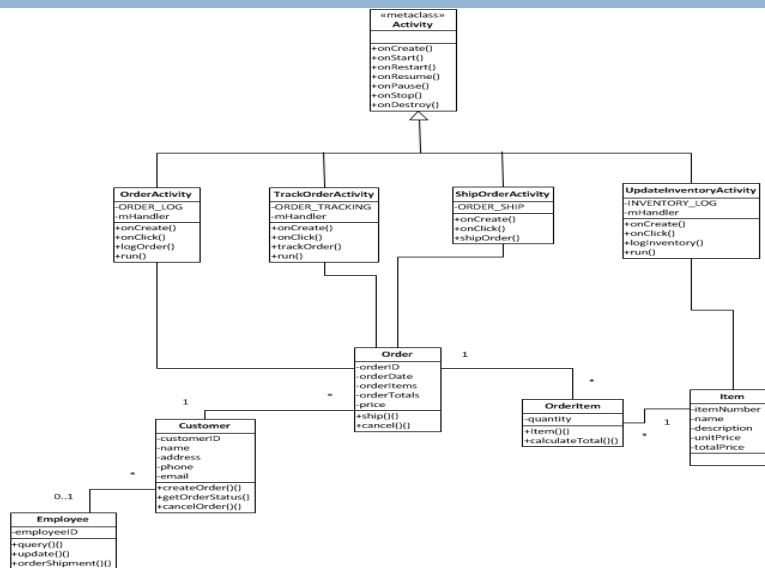 «metaclass»
Activity
+onCreate()
+onStart()
+onRestart()
+onResume()
+onPause()
+onStop()
+onDestroy()
OrderActivity
-ORDER_LOG
-mHandler
+onCreate()
+onClick()
+logOrder()
+run()
TrackOrderActivity
-ORDER_TRACKING
-mHandler
+onCreate()
+onClick()
+trackOrder()
+run()
ShipOrderActivity
-ORDER_SHIP
+onCreate()
+onClick()
+shipOrder()
UpdateInventoryActivity
-INVENTORY_LOG
-mHandler
+onCreate()
+onClick()
+logInventory()
+run()
Order
-orderID
-orderDate
-orderItems
-orderTotals
-price
+ship()()
+cancel()()
1
*
1
*
Customer
-customerID
-name
-address
-phone
-email
+createOrder()()
+getOrderStatus()
+cancelOrder()()
OrderItem
-quantity
+Item()()
+calculateTotal()()
1
*
Item
-itemNumber
-name
-description
-unitPrice
-totalPrice
*
0..1
Employee
-employeeID
+query()()
+update()()
+orderShipment()()